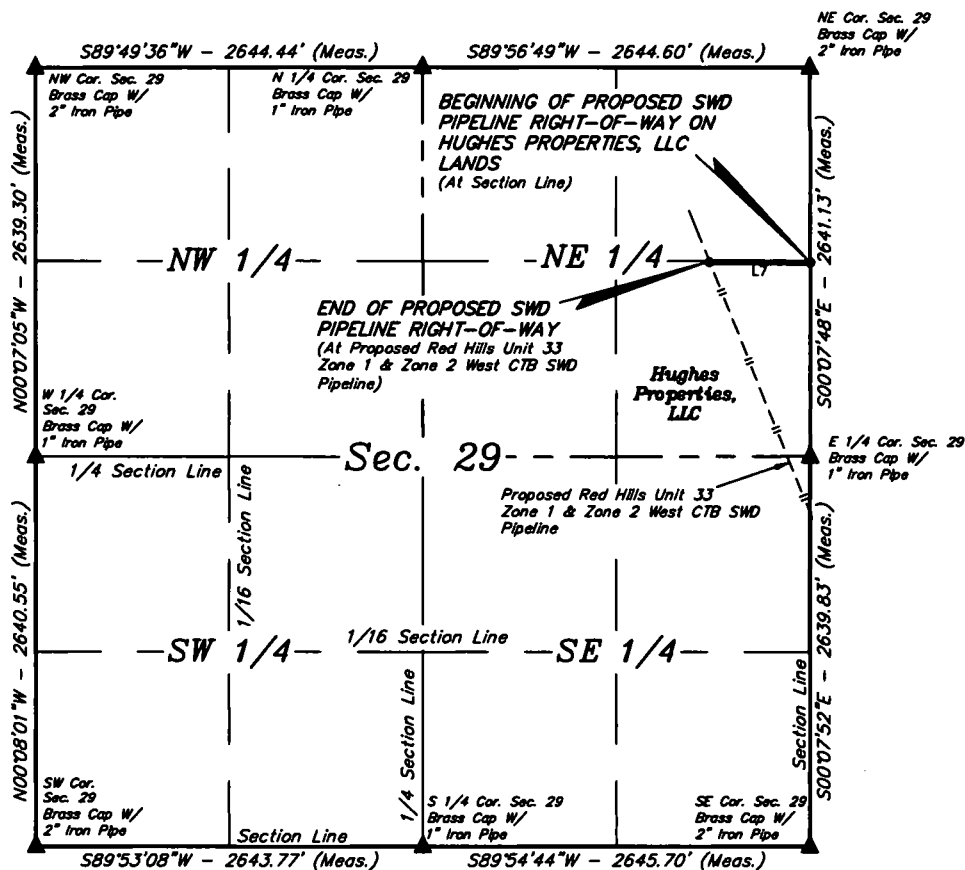 S89°49'36"W - 2644.44' (Meas.)
S89°56'49"W - 2644.60' (Meas.)
NE Cor. Sec. 29
Brass Cap W/
2" Iron Pipe
NW Cor. Sec. 29
Brass Cap W/
2" Iron Pipe
N 1/4 Cor. Sec. 29
Brass Cap W/
1" Iron Pipe
BEGINNING OF PROPOSED SWD
PIPELINE RIGHT-OF-WAY ON
HUGHES PROPERTIES, LLC
LANDS
(At Section Line)
N00°07'05"W - 2639.30' (Meas.)
S00°07'48"E - 2641.13' (Meas.)
NW 1/4
NE 1/4
L7
END OF PROPOSED SWD
PIPELINE RIGHT-OF-WAY
(At Proposed Red Hills Unit 33
Zone 1 & Zone 2 West CTB SWD
Pipeline)
Hughes
Properties,
LLC
W 1/4 Cor.
Sec. 29
Brass Cap W/
1" Iron Pipe
E 1/4 Cor. Sec. 29
Brass Cap W/
1" Iron Pipe
1/4 Section Line
Sec. 29
Proposed Red Hills Unit 33
Zone 1 & Zone 2 West CTB SWD
Pipeline
1/16 Section Line
N00°08'01"W - 2640.55' (Meas.)
S00°07'52"E - 2639.83' (Meas.)
1/16 Section Line
SW 1/4
SE 1/4
1/4 Section Line
Section Line
SW Cor.
Sec. 29
Brass Cap W/
2" Iron Pipe
S 1/4 Cor. Sec. 29
Brass Cap W/
1" Iron Pipe
SE Cor. Sec. 29
Brass Cap W/
2" Iron Pipe
Section Line
S89°53'08"W - 2643.77' (Meas.)
S89°54'44"W - 2645.70' (Meas.)